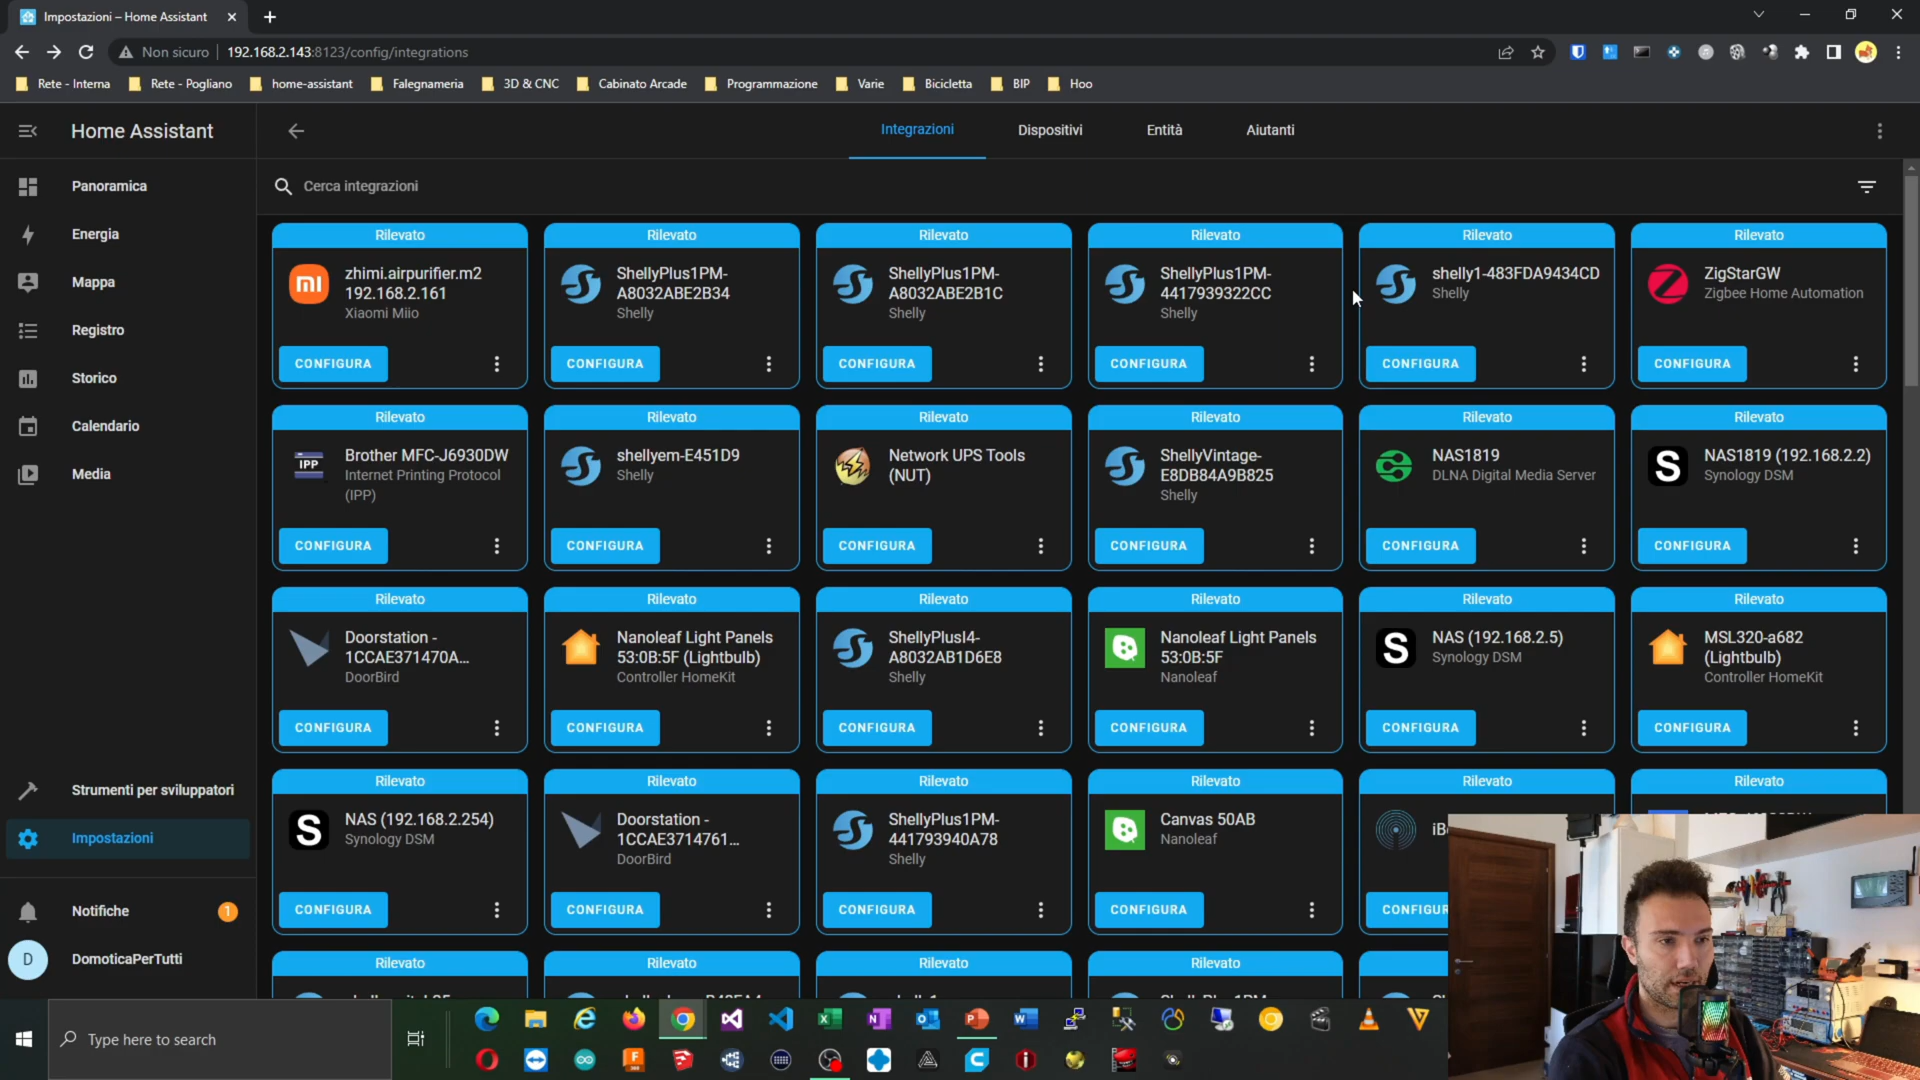 Impostazioni – Home Assistant
Non sicuro
192.168.2.143:8123/config/integrations
Rete - Interna
Rete - Pogliano
home-assistant
Falegnameria
3D & CNC
Cabinato Arcade
Programmazione
Varie
Bicicletta
BIP
Hoo
Home Assistant
Integrazioni
Dispositivi
Entità
Aiutanti
Panoramica
Energia
Mappa
Registro
Storico
Calendario
Media
Strumenti per sviluppatori
Impostazioni
Notifiche
1
D
DomoticaPerTutti
Cerca integrazioni
Rilevato
zhimi.airpurifier.m2
192.168.2.161
Xiaomi Miio
CONFIGURA
Rilevato
ShellyPlus1PM-
A8032ABE2B34
Shelly
CONFIGURA
Rilevato
ShellyPlus1PM-
A8032ABE2B1C
Shelly
CONFIGURA
Rilevato
ShellyPlus1PM-
4417939322CC
Shelly
CONFIGURA
Rilevato
shelly1-483FDA9434CD
Shelly
CONFIGURA
Rilevato
ZigStarGW
Zigbee Home Automation
CONFIGURA
Rilevato
IPP
Brother MFC-J6930DW
Internet Printing Protocol
(IPP)
CONFIGURA
Rilevato
shellyem-E451D9
Shelly
CONFIGURA
Rilevato
Network UPS Tools
(NUT)
CONFIGURA
Rilevato
ShellyVintage-
E8DB84A9B825
Shelly
CONFIGURA
Rilevato
NAS1819
DLNA Digital Media Server
CONFIGURA
Rilevato
S
NAS1819 (192.168.2.2)
Synology DSM
CONFIGURA
Rilevato
Doorstation -
1CCAE371470A...
DoorBird
CONFIGURA
Rilevato
Nanoleaf Light Panels
53:0B:5F (Lightbulb)
Controller HomeKit
CONFIGURA
Rilevato
ShellyPlusI4-
A8032AB1D6E8
Shelly
CONFIGURA
Rilevato
Nanoleaf Light Panels
53:0B:5F
Nanoleaf
CONFIGURA
Rilevato
S
NAS (192.168.2.5)
Synology DSM
CONFIGURA
Rilevato
MSL320-a682
(Lightbulb)
Controller HomeKit
CONFIGURA
Rilevato
S
NAS (192.168.2.254)
Synology DSM
CONFIGURA
Rilevato
Doorstation -
1CCAE3714761...
DoorBird
CONFIGURA
Rilevato
ShellyPlus1PM-
441793940A78
Shelly
CONFIGURA
Rilevato
Canvas 50AB
Nanoleaf
CONFIGURA
Rilevato
iB
CONFIGUR
Rilevato
Rilevato
Rilevato
Rilevato
Rilevato
Type here to search